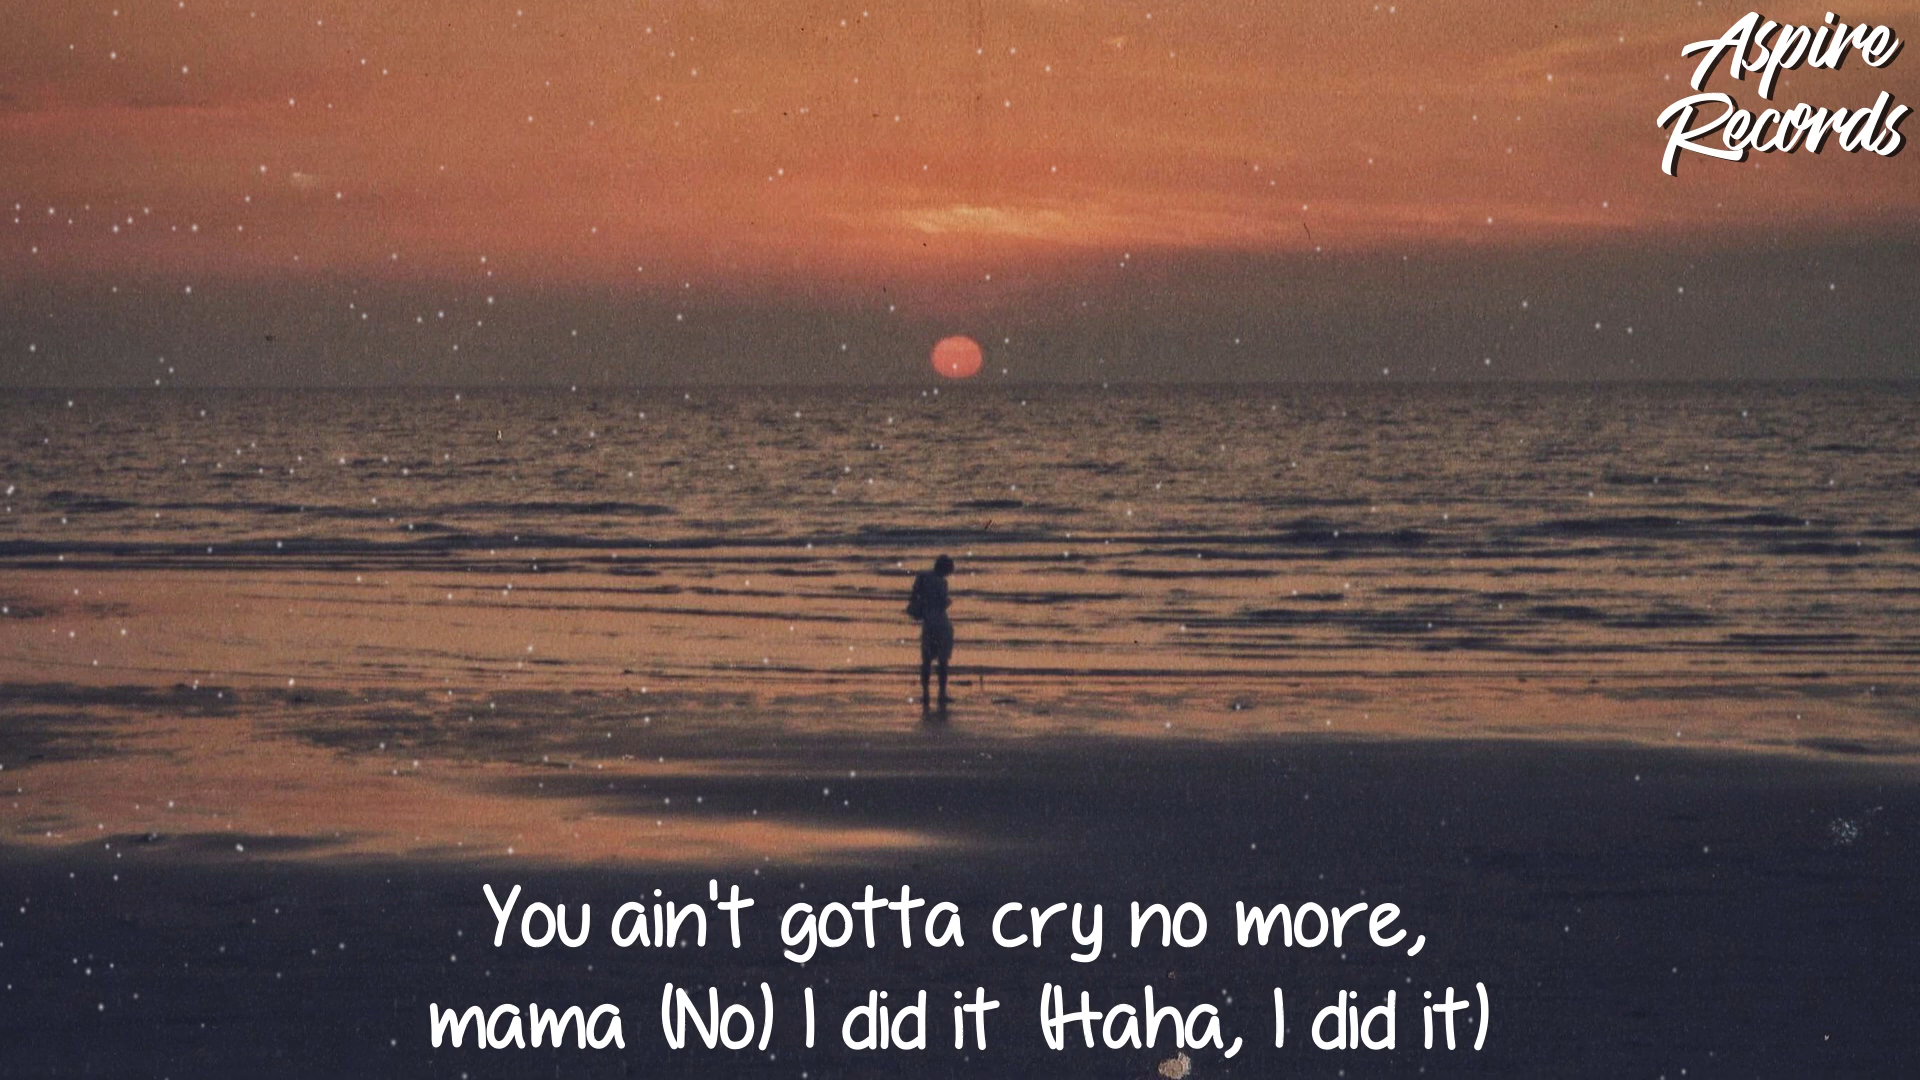 Aspire
Records
You ain't gotta cry no more,
mama (No) I did it (Haha, I did it)